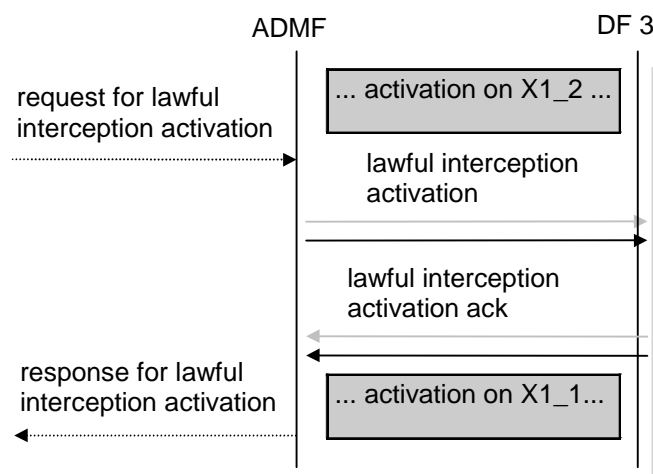 ADMF
DF 3
... activation on X1_2 ...
request for lawful
interception activation
lawful interception
activation
lawful interception
activation ack
response for lawful
interception activation
... activation on X1_1...